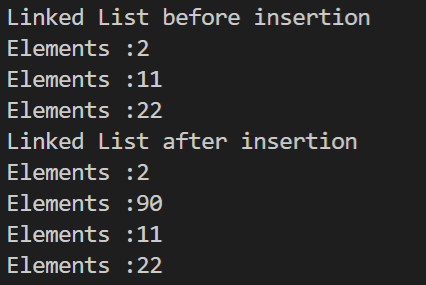 Linked List before insertion
Elements :2
Elements :11
Elements :22
Linked List after insertion
Elements :2
Elements :90
Elements :11
Elements :22